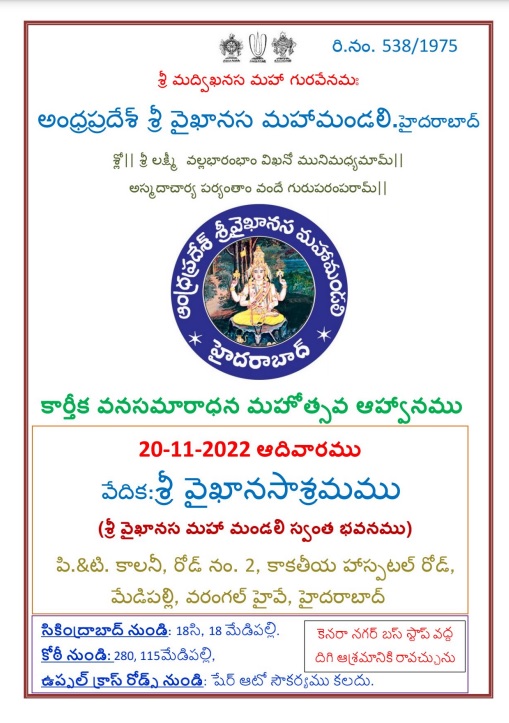 రి.నం. 538/1975
శ్రీ మద్విఖనస మహా గురవేనమః
అంధ్రప్రదేశ్ శ్రీ వైఖానస మహామండలి.హైదరాబాద్
శ్లో|| శ్రీ లక్ష్మీ వల్లభారంభాం విఖనో మునిమధ్యమామ్||
అస్మదాచార్య పర్యంతాం వందే గురుపరంపరామ్||
ఆంధ్రప్రదేశ్ శ్రీవైఖానస మహామండలి
హైదరాబాద్
కార్తీక వనసమారాధన మహోత్సవ ఆహ్వానము
20-11-2022 ఆదివారము
వేదిక:శ్రీ వైఖానసాశ్రమము
(శ్రీ వైఖానస మహా మండలి స్వంత భవనము)
పి.&టి. కాలనీ, రోడ్ నం. 2, కాకతీయ హాస్పటల్ రోడ్,
మేడిపల్లి, వరంగల్ హైవే, హైదరాబాద్
సికింద్రాబాద్ నుండి: 18సి, 18 మేడిపల్లి.
కోఠీ నుండి: 280, 115మేడిపల్లి,
ఉప్పల్ క్రాస్ రోడ్స్ నుండి: షేర్ ఆటో సౌకర్యము కలదు.
కెనరా నగర్ బస్ స్టాప్ వద్ద
దిగి ఆశ్రమానికి రావచ్చును